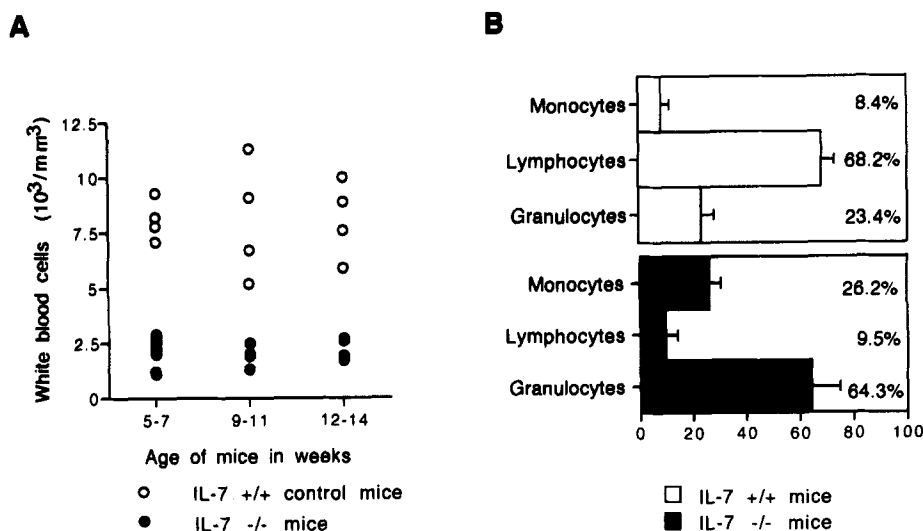 A
12.5
10
7.5
5
2.5
0
White blood cells (10³/mm³)
5-7 9-11 12-14
Age of mice in weeks
IL-7 +/+ control mice
IL-7 -/- mice
B
Monocytes 8.4%
Lymphocytes 68.2%
Granulocytes 23.4%
Monocytes 26.2%
Lymphocytes 9.5%
Granulocytes 64.3%
0 20 40 60 80 100
IL-7 +/+ mice
IL-7 -/- mice